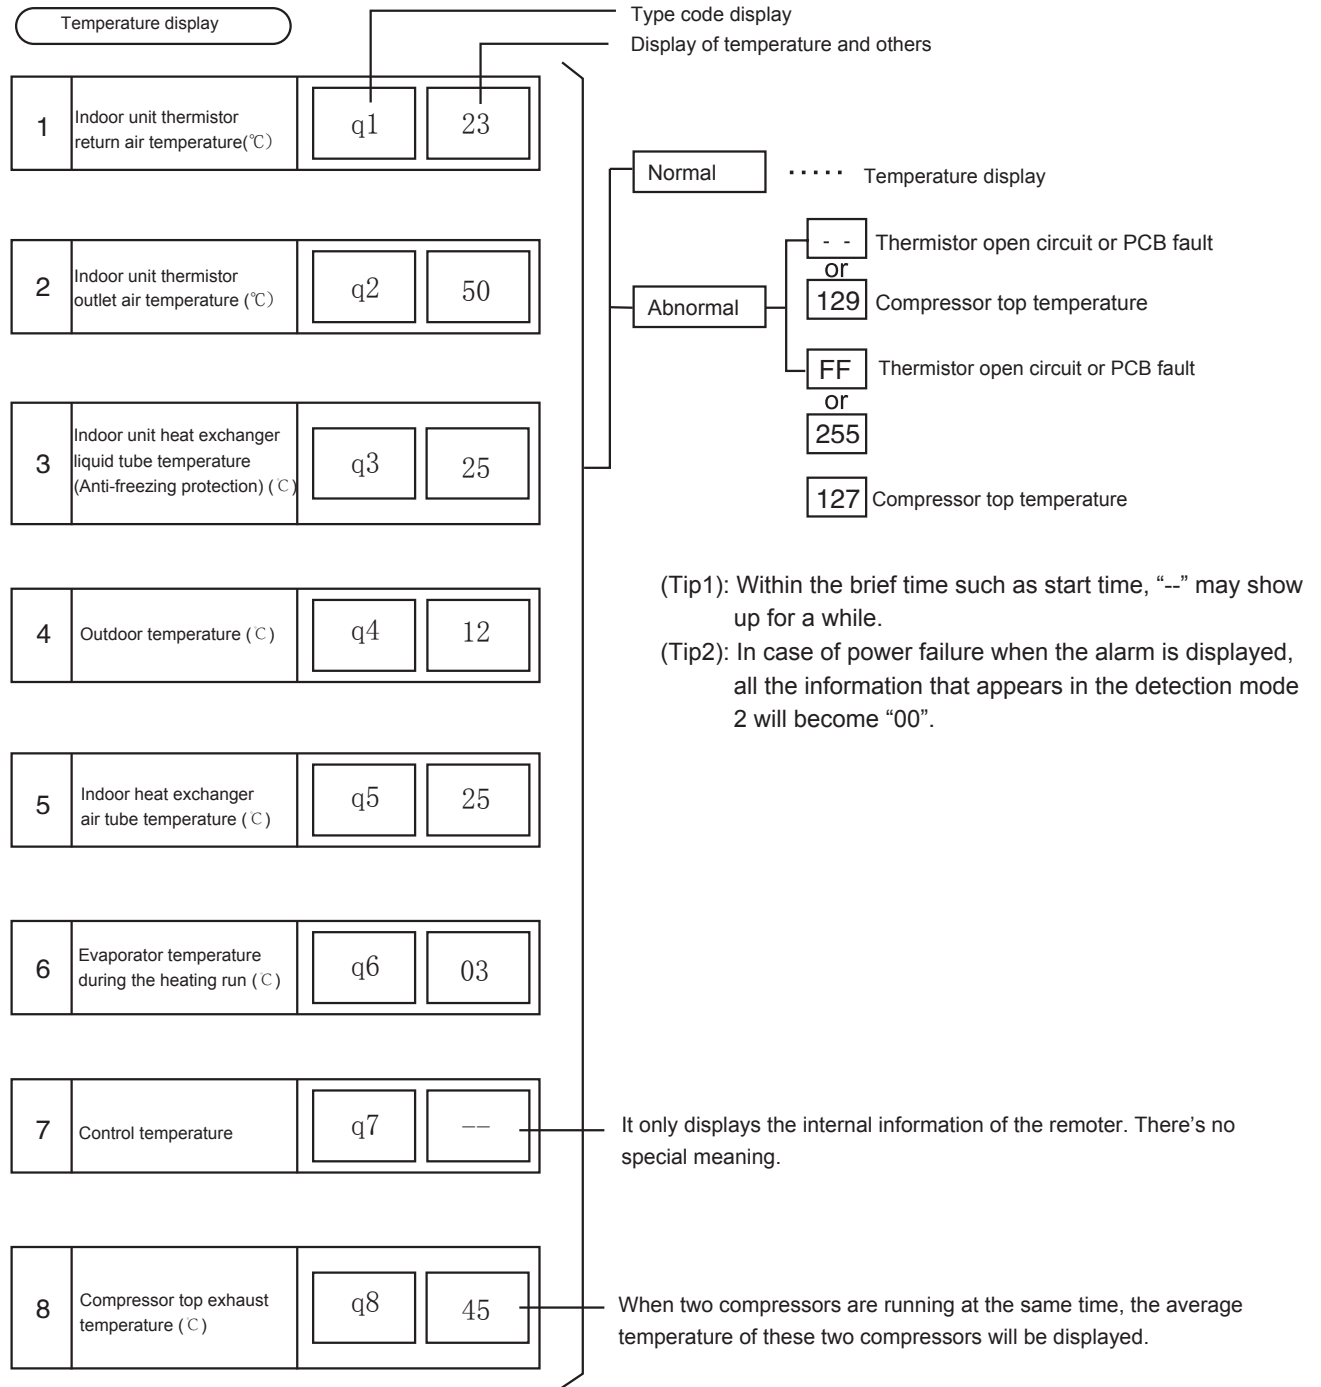 Temperature display
Type code display
Display of temperature and others
1
Indoor unit thermistor
return air temperature(℃)
q1
23
Normal
.....
Temperature display
2
Indoor unit thermistor
outlet air temperature (℃)
q2
50
Abnormal
- -
Thermistor open circuit or PCB fault
or
129
Compressor top temperature
FF
Thermistor open circuit or PCB fault
or
255
127
Compressor top temperature
3
Indoor unit heat exchanger
liquid tube temperature
(Anti-freezing protection) (℃)
q3
25
(Tip1): Within the brief time such as start time, “--” may show
up for a while.
(Tip2): In case of power failure when the alarm is displayed,
all the information that appears in the detection mode
2 will become “00”.
4
Outdoor temperature (℃)
q4
12
5
Indoor heat exchanger
air tube temperature (℃)
q5
25
6
Evaporator temperature
during the heating run (℃)
q6
03
7
Control temperature
q7
--
It only displays the internal information of the remoter. There’s no
special meaning.
8
Compressor top exhaust
temperature (℃)
q8
45
When two compressors are running at the same time, the average
temperature of these two compressors will be displayed.